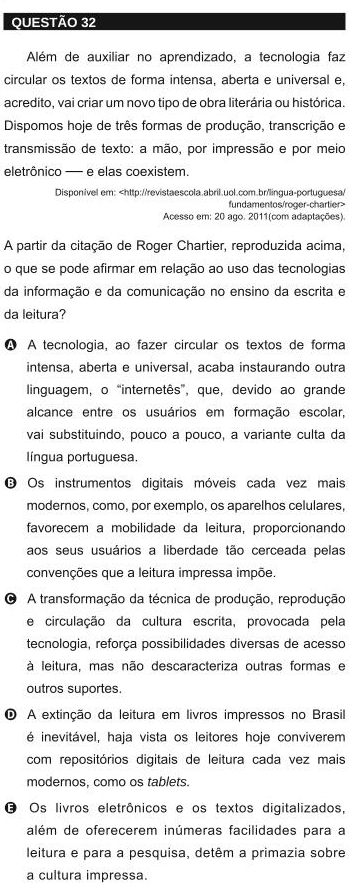 QUESTÃO 32
Além de auxiliar no aprendizado, a tecnologia faz
circular os textos de forma intensa, aberta e universal e,
acredito, vai criar um novo tipo de obra literária ou histórica.
Dispomos hoje de três formas de produção, transcrição e
transmissão de texto: a mão, por impressão e por meio
eletrônico — e elas coexistem.
Disponível em: <http://revistaescola.abril.uol.com.br/lingua-portuguesa/
fundamentos/roger-chartier>
Acesso em: 20 ago. 2011(com adaptações).
A partir da citação de Roger Chartier, reproduzida acima,
o que se pode afirmar em relação ao uso das tecnologias
da informação e da comunicação no ensino da escrita e
da leitura?
A A tecnologia, ao fazer circular os textos de forma
intensa, aberta e universal, acaba instaurando outra
linguagem, o “internetês”, que, devido ao grande
alcance entre os usuários em formação escolar,
vai substituindo, pouco a pouco, a variante culta da
língua portuguesa.
B Os instrumentos digitais móveis cada vez mais
modernos, como, por exemplo, os aparelhos celulares,
favorecem a mobilidade da leitura, proporcionando
aos seus usuários a liberdade tão cerceada pelas
convenções que a leitura impressa impõe.
C A transformação da técnica de produção, reprodução
e circulação da cultura escrita, provocada pela
tecnologia, reforça possibilidades diversas de acesso
à leitura, mas não descaracteriza outras formas e
outros suportes.
D A extinção da leitura em livros impressos no Brasil
é inevitável, haja vista os leitores hoje conviverem
com repositórios digitais de leitura cada vez mais
modernos, como os tablets.
E Os livros eletrônicos e os textos digitalizados,
além de oferecerem inúmeras facilidades para a
leitura e para a pesquisa, detêm a primazia sobre
a cultura impressa.